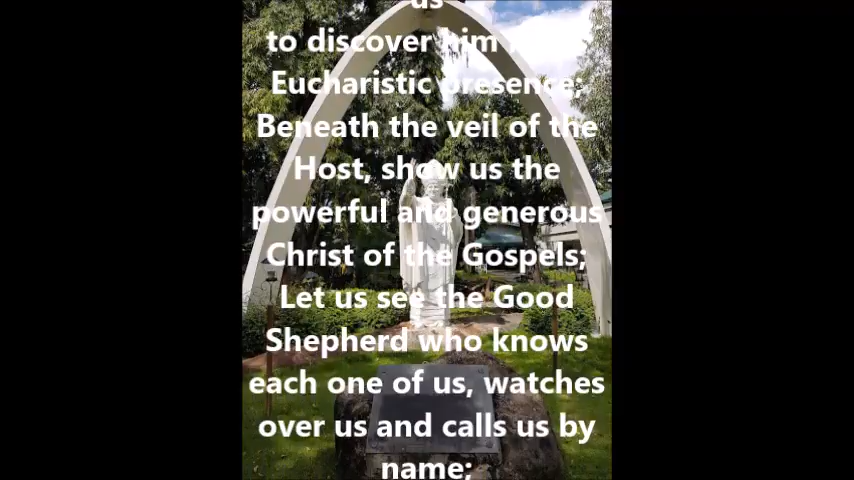 us
to discover him
Eucharistic presence;
Beneath the veil of the
Host, show us the
powerful and generous
Christ of the Gospels;
Let us see the Good
Shepherd who knows
each one of us, watches
over us and calls us by
name;